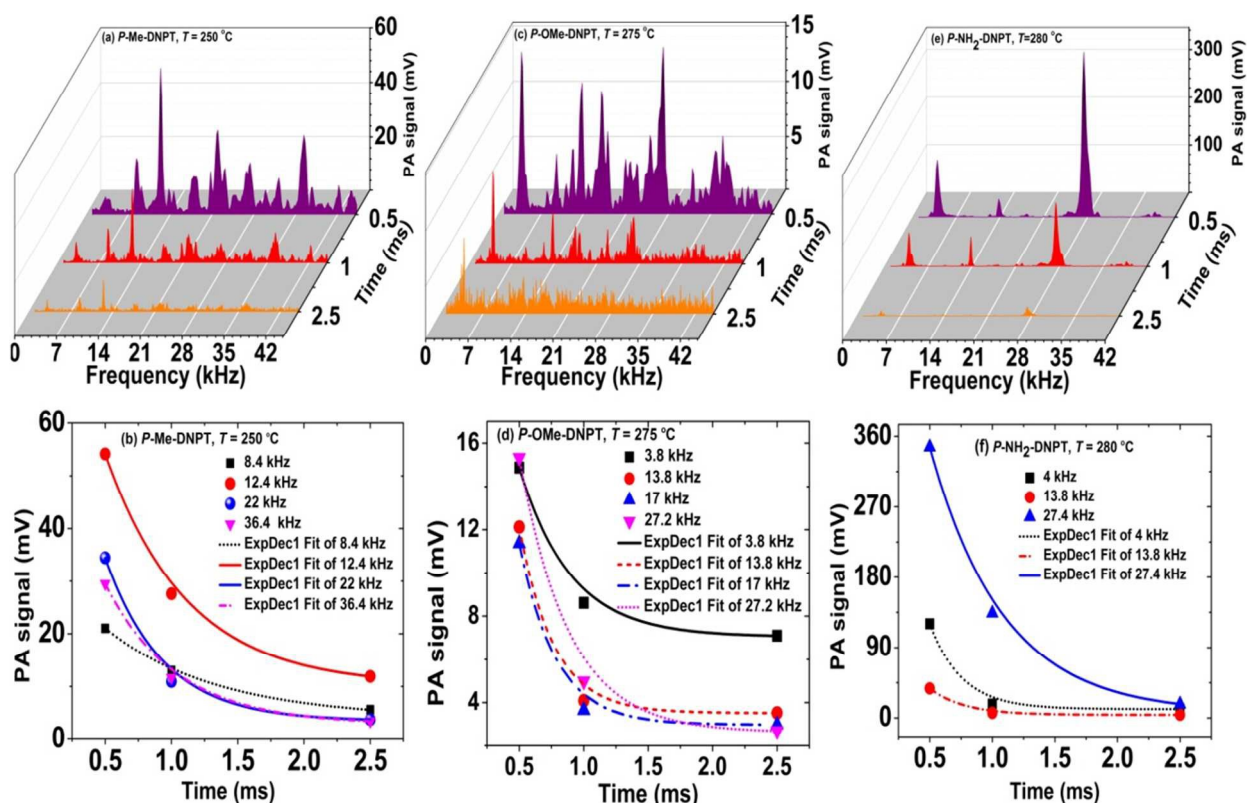 (a) P-Me-DNPT, T = 250 °C
60
40
20
0
PA signal (mV)
0.5
1
2.5
Time (ms)
0 7 14 21 28 35 42
Frequency (kHz)
(c) P-OMe-DNPT, T = 275 °C
15
10
5
0
PA signal (mV)
0.5
1
2.5
Time (ms)
0 7 14 21 28 35 42
Frequency (kHz)
(e) P-NH2-DNPT, T=280 °C
300
200
100
PA signal (mV)
0.5
1
2.5
Time (ms)
0 7 14 21 28 35 42
Frequency (kHz)
(b) P-Me-DNPT, T = 250 °C
8.4 kHz
12.4 kHz
22 kHz
36.4 kHz
ExpDec1 Fit of 8.4 kHz
ExpDec1 Fit of 12.4 kHz
ExpDec1 Fit of 22 kHz
ExpDec1 Fit of 36.4 kHz
60
40
20
0
PA signal (mV)
0.5 1.0 1.5 2.0 2.5
Time (ms)
(d) P-OMe-DNPT, T = 275 °C
3.8 kHz
13.8 kHz
17 kHz
27.2 kHz
ExpDec1 Fit of 3.8 kHz
ExpDec1 Fit of 13.8 kHz
ExpDec1 Fit of 17 kHz
ExpDec1 Fit of 27.2 kHz
16
12
8
4
PA signal (mV)
0.5 1.0 1.5 2.0 2.5
Time (ms)
(f) P-NH2-DNPT, T = 280 °C
4 kHz
13.8 kHz
27.4 kHz
ExpDec1 Fit of 4 kHz
ExpDec1 Fit of 13.8 kHz
ExpDec1 Fit of 27.4 kHz
360
270
180
90
0
PA signal (mV)
0.5 1.0 1.5 2.0 2.5
Time (ms)